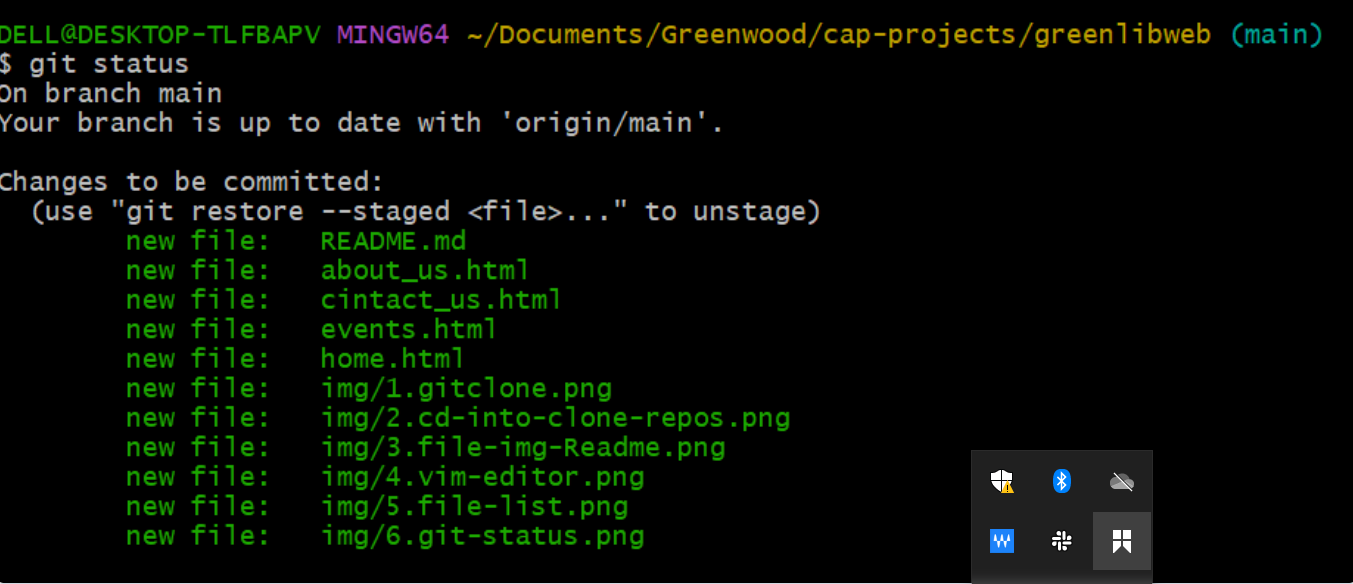 DELL@DESKTOP-TLFBAPV MINGW64 ~/Documents/Greenwood/cap-projects/greenlibweb (main)
$ git status
On branch main
Your branch is up to date with 'origin/main'.
Changes to be committed:
(use "git restore --staged <file>..." to unstage)
new file: README.md
new file: about_us.html
new file: cintact_us.html
new file: events.html
new file: home.html
new file: img/1.gitclone.png
new file: img/2.cd-into-clone-repos.png
new file: img/3.file-img-Readme.png
new file: img/4.vim-editor.png
new file: img/5.file-list.png
new file: img/6.git-status.png